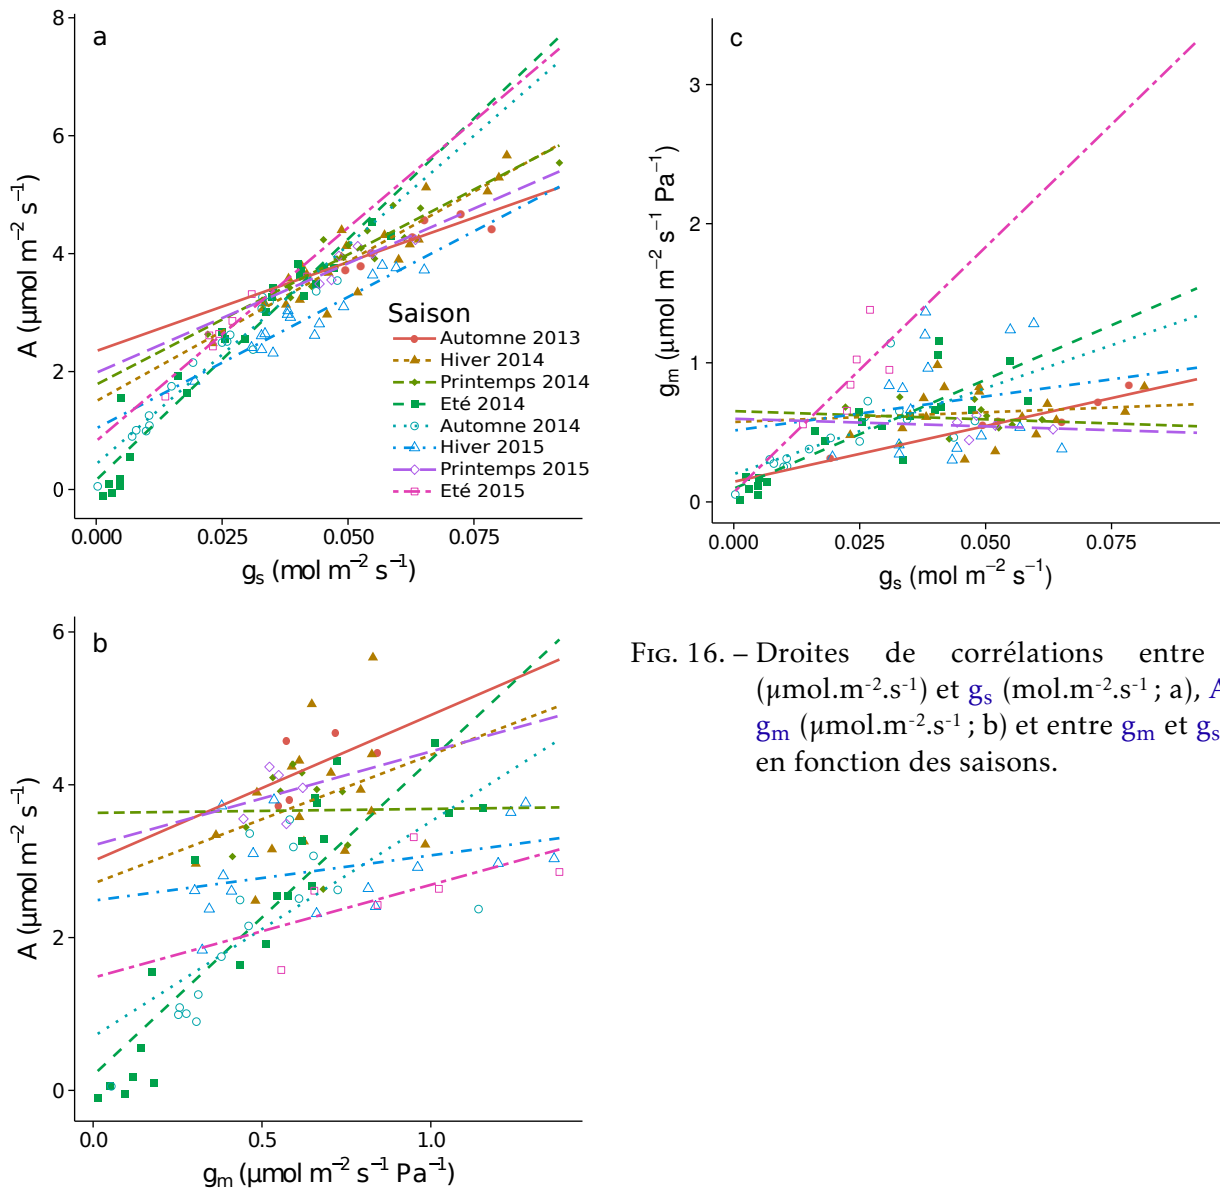 a
8
6
4
2
0
A (µmol m⁻² s⁻¹)
0.000 0.025 0.050 0.075
gₛ (mol m⁻² s⁻¹)
Saison
Automne 2013
Hiver 2014
Printemps 2014
Eté 2014
Automne 2014
Hiver 2015
Printemps 2015
Eté 2015
c
3
2
1
0
gₘ (µmol m⁻² s⁻¹ Pa⁻¹)
0.000 0.025 0.050 0.075
gₛ (mol m⁻² s⁻¹)
b
6
4
2
0
A (µmol m⁻² s⁻¹)
0.0 0.5 1.0
gₘ (µmol m⁻² s⁻¹ Pa⁻¹)
Fig. 16. – Droites de corrélations entre
(µmol.m⁻².s⁻¹) et gₛ (mol.m⁻².s⁻¹ ; a),
gₘ (µmol.m⁻².s⁻¹ ; b) et entre gₘ et gₛ
en fonction des saisons.